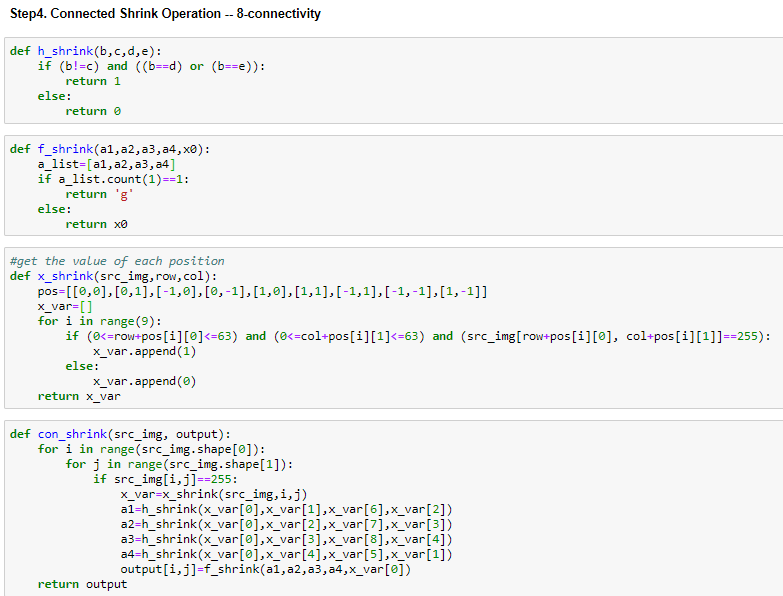 Step4. Connected Shrink Operation -- 8-connectivity
def h_shrink(b,c,d,e):
    if (b!=c) and ((b==d) or (b==e)):
        return 1
    else:
        return 0
def f_shrink(a1,a2,a3,a4,x0):
    a_list=[a1,a2,a3,a4]
    if a_list.count(1)==1:
        return 'g'
    else:
        return x0
#get the value of each position
def x_shrink(src_img,row,col):
    pos=[[0,0],[0,1],[-1,0],[0,-1],[1,0],[1,1],[-1,1],[-1,-1],[1,-1]]
    x_var=[]
    for i in range(9):
        if (0<=row+pos[i][0]<=63) and (0<=col+pos[i][1]<=63) and (src_img[row+pos[i][0], col+pos[i][1]]==255):
            x_var.append(1)
        else:
            x_var.append(0)
    return x_var
def con_shrink(src_img, output):
    for i in range(src_img.shape[0]):
        for j in range(src_img.shape[1]):
            if src_img[i,j]==255:
                x_var=x_shrink(src_img,i,j)
                a1=h_shrink(x_var[0],x_var[1],x_var[6],x_var[2])
                a2=h_shrink(x_var[0],x_var[2],x_var[7],x_var[3])
                a3=h_shrink(x_var[0],x_var[3],x_var[8],x_var[4])
                a4=h_shrink(x_var[0],x_var[4],x_var[5],x_var[1])
                output[i,j]=f_shrink(a1,a2,a3,a4,x_var[0])
    return output